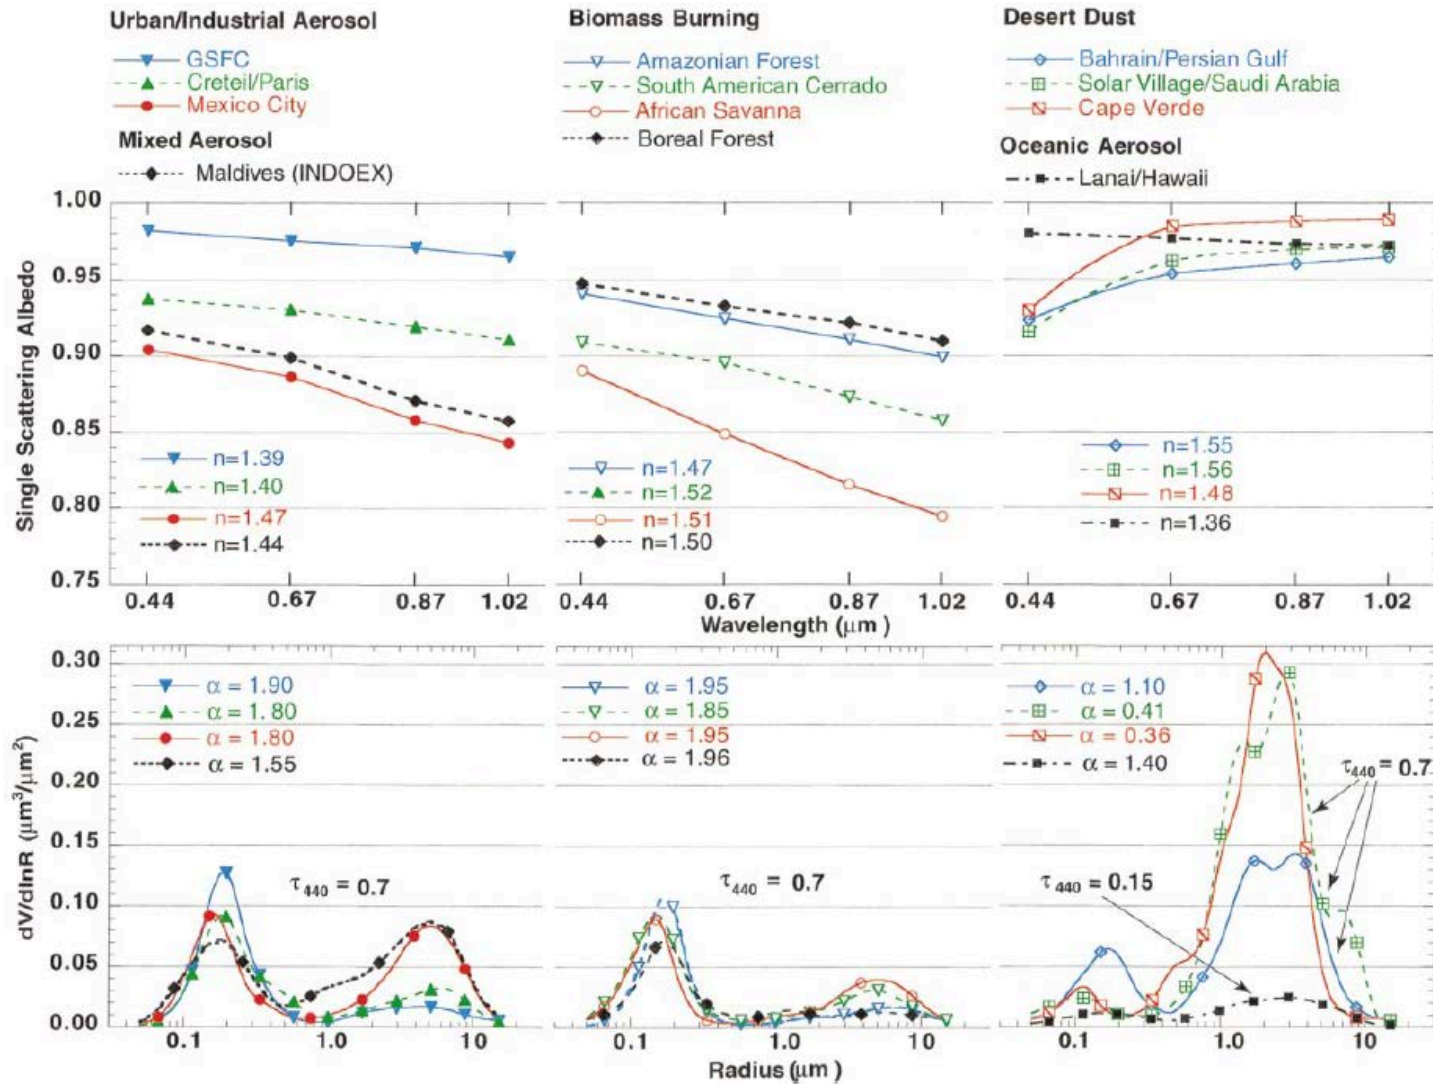 Urban/Industrial Aerosol
GSFC
Creteil/Paris
Mexico City
Mixed Aerosol
Maldives (INDOEX)
Biomass Burning
Amazonian Forest
South American Cerrado
African Savanna
Boreal Forest
Desert Dust
Bahrain/Persian Gulf
Solar Village/Saudi Arabia
Cape Verde
Oceanic Aerosol
Lanai/Hawaii
Single Scattering Albedo
1.00
0.95
0.90
0.85
0.80
0.75
n=1.39
n=1.40
n=1.47
n=1.44
n=1.47
n=1.52
n=1.51
n=1.50
n=1.55
n=1.56
n=1.48
n=1.36
0.44 0.67 0.87 1.02
0.44 0.67 0.87 1.02
0.44 0.67 0.87 1.02
Wavelength (μm )
dV/dlnR (μm³/μm²)
0.30
0.25
0.20
0.15
0.10
0.05
0.00
α = 1.90
α = 1.80
α = 1.80
α = 1.55
τ440 = 0.7
α = 1.95
α = 1.85
α = 1.95
α = 1.96
τ440 = 0.7
α = 1.10
α = 0.41
α = 0.36
α = 1.40
τ440 = 0.7
τ440 = 0.15
0.1 1.0 10
0.1 1.0 10
0.1 1.0 10
Radius (μm )